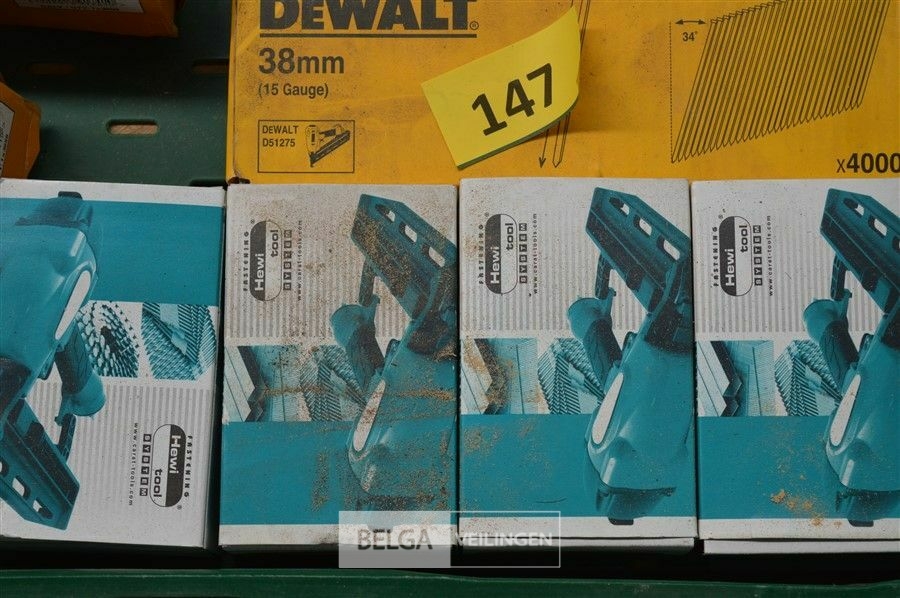 DEWALT®
38mm
(15 Gauge)
DEWALT
D51275
147
34°
x4000
FASTENING
Hewi®
tool
SYSTEM
www.carat-tools.com
FASTENING
Hewi®
tool
SYSTEM
www.carat-tools.com
FASTENING
Hewi®
tool
SYSTEM
www.carat-tools.com
FASTENING
Hewi
tool®
SYSTEM
www.carat-tools.com
BELGA VEILINGEN